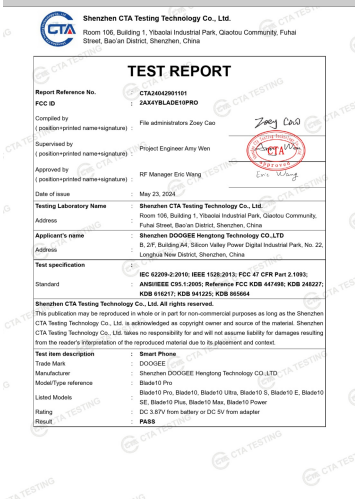 CTA
Shenzhen CTA Testing Technology Co., Ltd.
Room 106, Building 1, Yibaolai Industrial Park, Qiaotou Community, Fuhai
Street, Bao'an District, Shenzhen, China
TEST REPORT
Report Reference No. : CTA24042901101
FCC ID : 2AX4YBLADE10PRO
Compiled by
( position+printed name+signature) : File administrators Zoey Cao Zoey Cao
Supervised by
( position+printed name+signature) : Project Engineer Amy Wen Amy Wen
CTA
Approved
Approved by
( position+printed name+signature) : RF Manager Eric Wang Eric Wang
Date of issue : May 23, 2024
Testing Laboratory Name : Shenzhen CTA Testing Technology Co., Ltd.
Address : Room 106, Building 1, Yibaolai Industrial Park, Qiaotou Community,
Fuhai Street, Bao'an District, Shenzhen, China
Applicant's name : Shenzhen DOOGEE Hengtong Technology CO.,LTD
Address : B, 2/F, Building A4, Silicon Valley Power Digital Industrial Park, No. 22,
Longhua New District, Shenzhen, China
Test specification :
Standard : IEC 62209-2:2010; IEEE 1528:2013; FCC 47 CFR Part 2.1093;
ANSI/IEEE C95.1:2005; Reference FCC KDB 447498; KDB 248227;
KDB 616217; KDB 941225; KDB 865664
Shenzhen CTA Testing Technology Co., Ltd. All rights reserved.
This publication may be reproduced in whole or in part for non-commercial purposes as long as the Shenzhen
CTA Testing Technology Co., Ltd. is acknowledged as copyright owner and source of the material. Shenzhen
CTA Testing Technology Co., Ltd. takes no responsibility for and will not assume liability for damages resulting
from the reader's interpretation of the reproduced material due to its placement and context.
Test item description : Smart Phone
Trade Mark : DOOGEE
Manufacturer : Shenzhen DOOGEE Hengtong Technology CO.,LTD
Model/Type reference : Blade10 Pro
Listed Models : Blade10 Pro, Blade10, Blade10 Ultra, Blade10 S, Blade10 E, Blade10
SE, Blade10 Plus, Blade10 Max, Blade10 Power
Rating : DC 3.87V from battery or DC 5V from adapter
Result : PASS
CTA TESTING